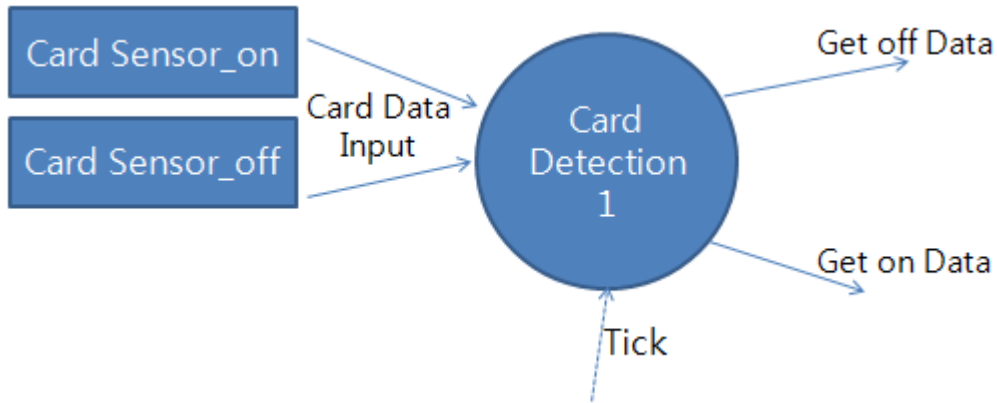 Card Sensor_on
Card Sensor_off
Card Data
Input
Card
Detection
1
Get off Data
Get on Data
Tick